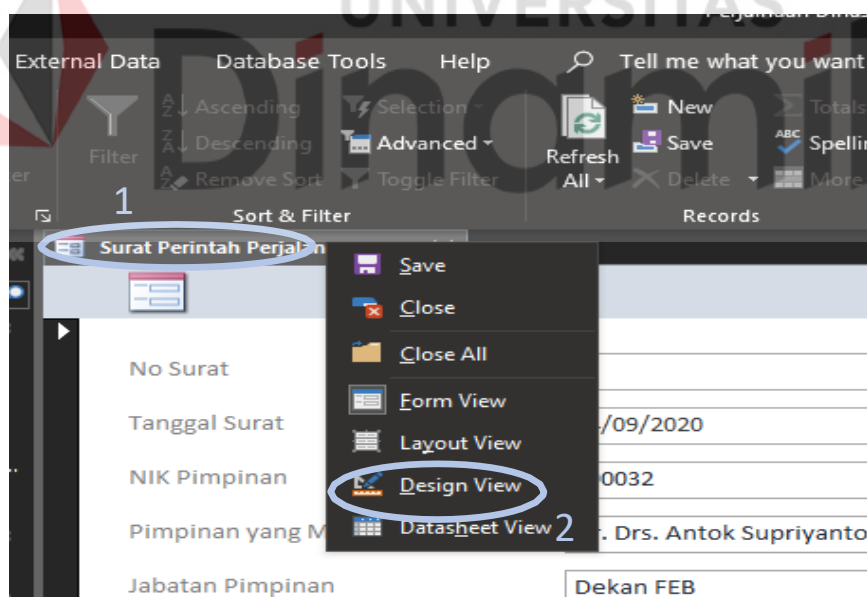 UNIVERSITAS
Dinamik
External Data Database Tools Help Tell me what you want
Ascending Selection New Totals
Filter Descending Advanced Refresh Save Spellin
Remove Sort Toggle Filter All Delete More
1 Sort & Filter Records
Surat Perintah Perjalan
Save
Close
Close All
Form View
Layout View
Design View
Datasheet View 2
No Surat
Tanggal Surat /09/2020
NIK Pimpinan 0032
Pimpinan yang M . Drs. Antok Supriyanto
Jabatan Pimpinan Dekan FEB